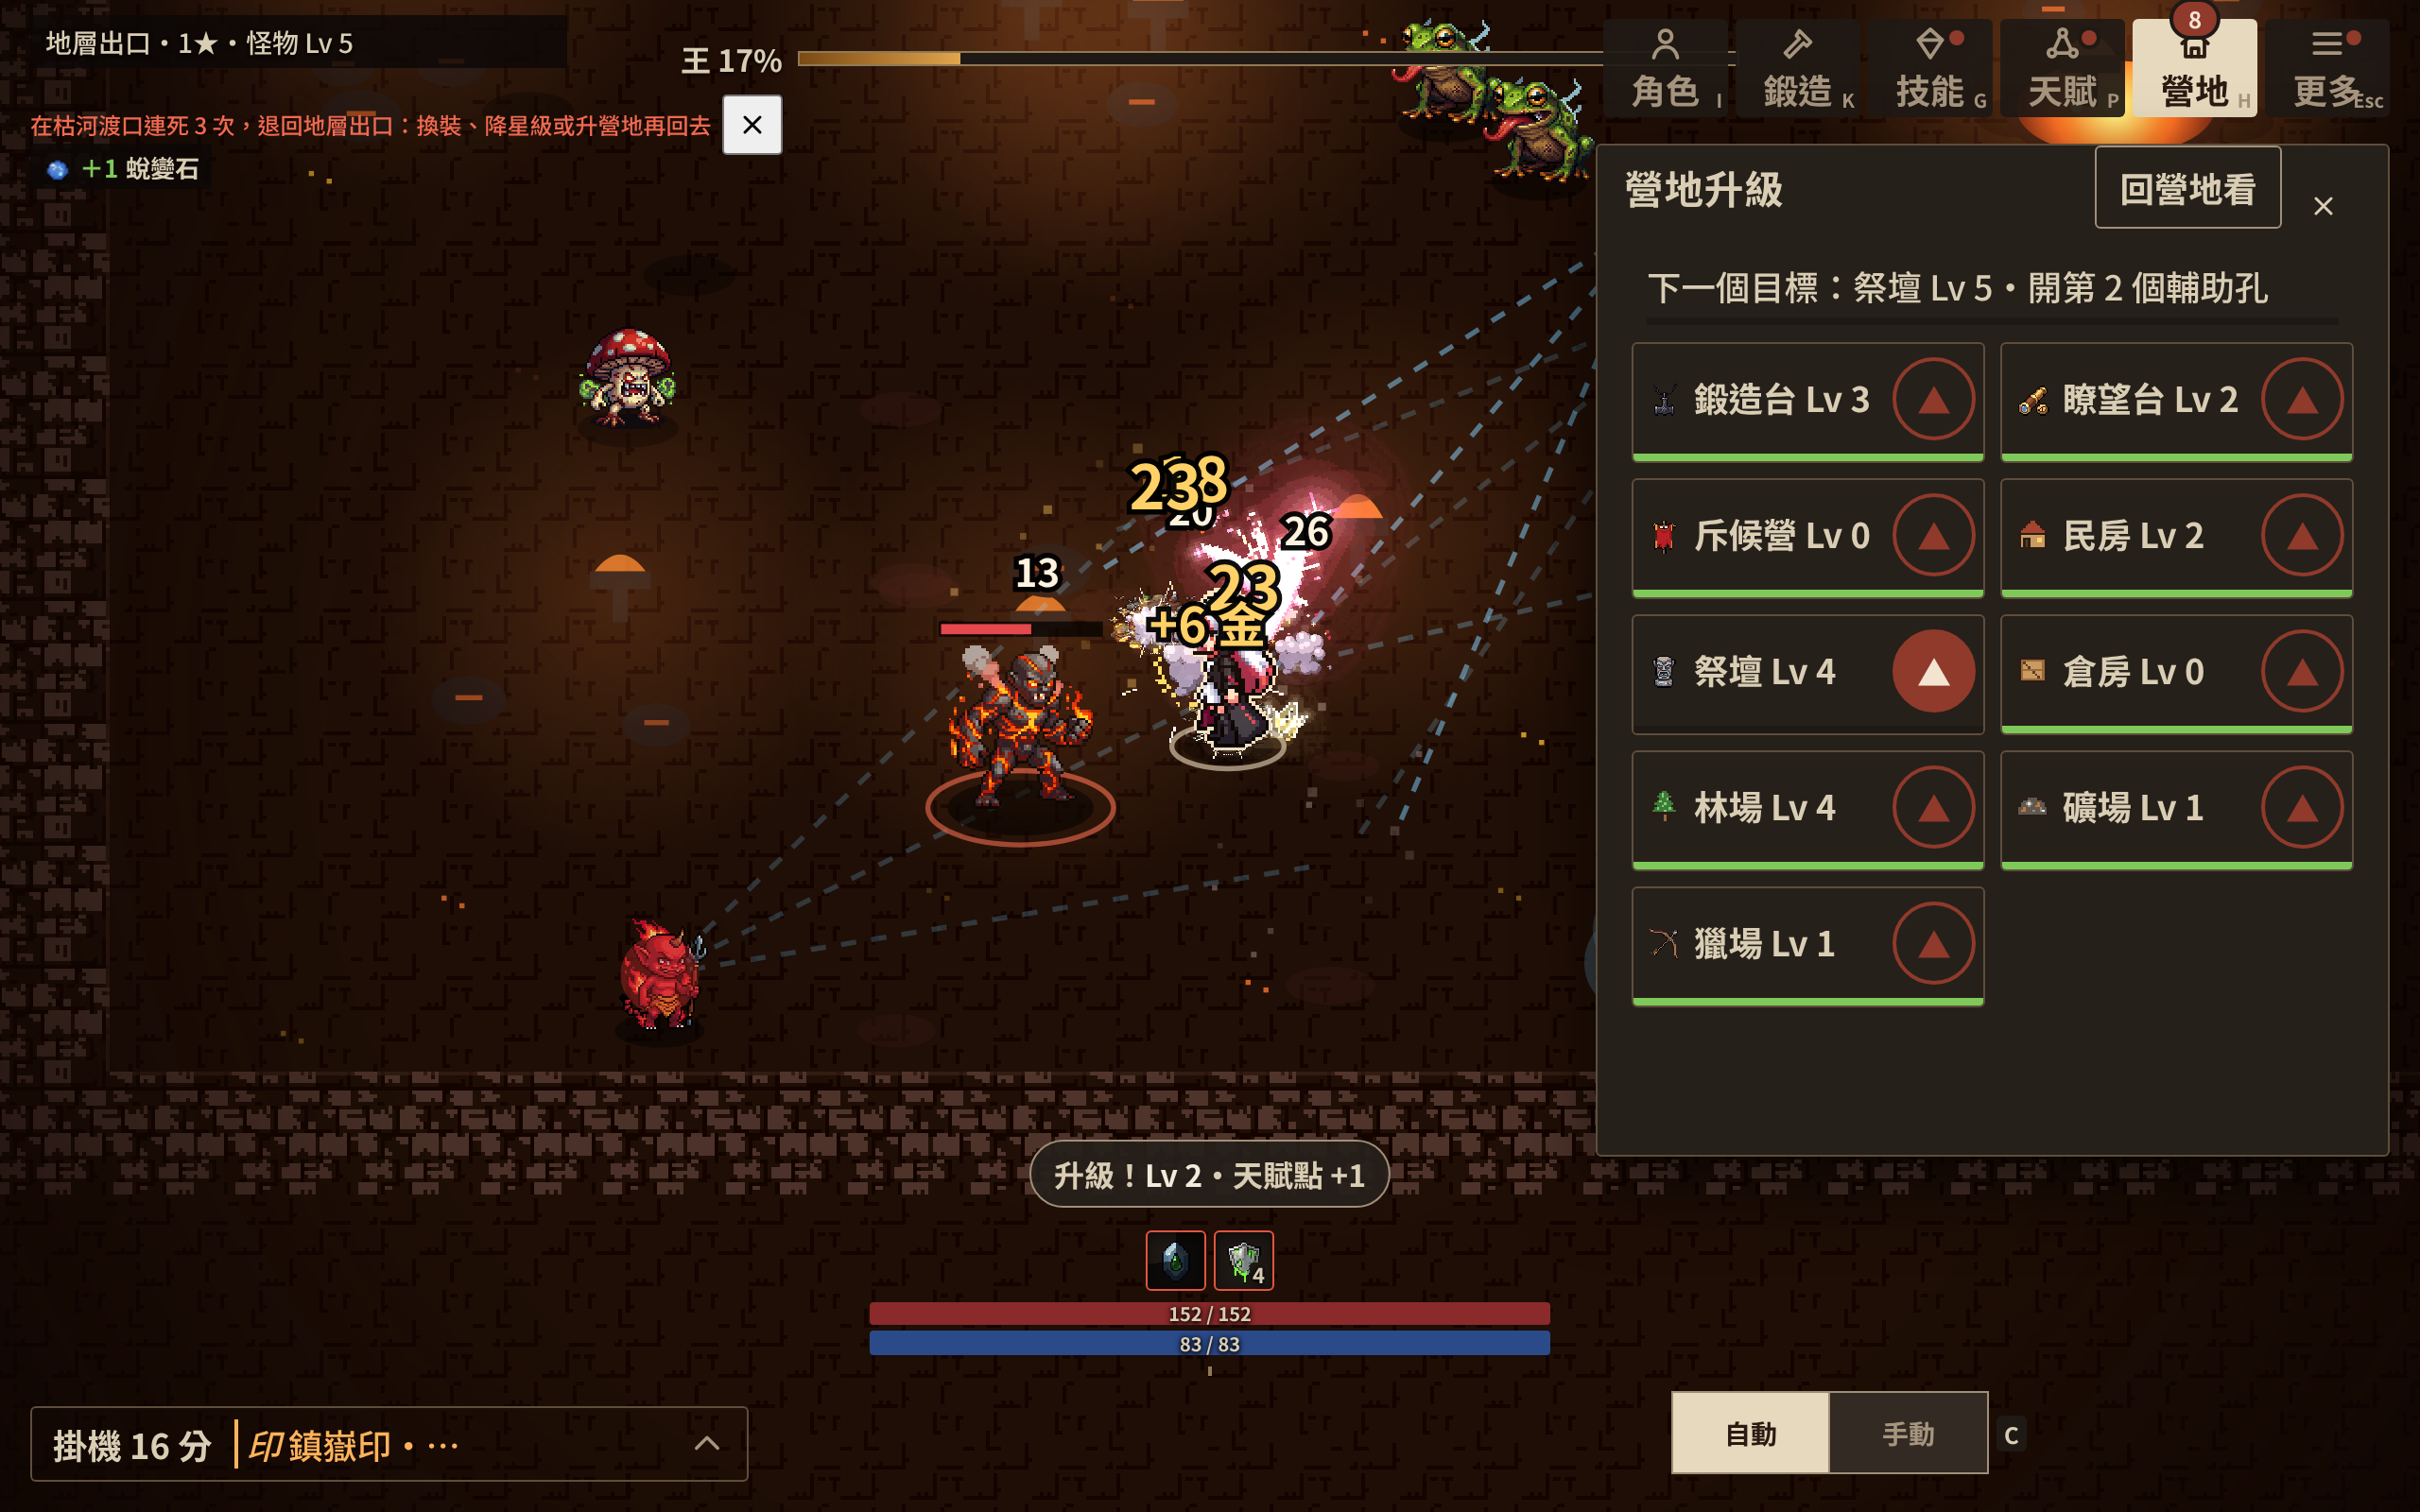 地層出口・1★・怪物 Lv 5
王 17%
在枯河渡口連死 3 次，退回地層出口：換裝、降星級或升營地再回去
+1 蛻變石
角色 I
鍛造 K
技能 G
天賦 P
8
營地 H
更多 Esc
營地升級
回營地看
下一個目標：祭壇 Lv 5・開第 2 個輔助孔
鍛造台 Lv 3
瞭望台 Lv 2
斥候營 Lv 0
民房 Lv 2
祭壇 Lv 4
倉房 Lv 0
林場 Lv 4
礦場 Lv 1
獵場 Lv 1
20
26
13
23
+6 金
升級！Lv 2・天賦點 +1
4
152 / 152
83 / 83
掛機 16 分
印 鎮嶽印・…
自動
手動
C